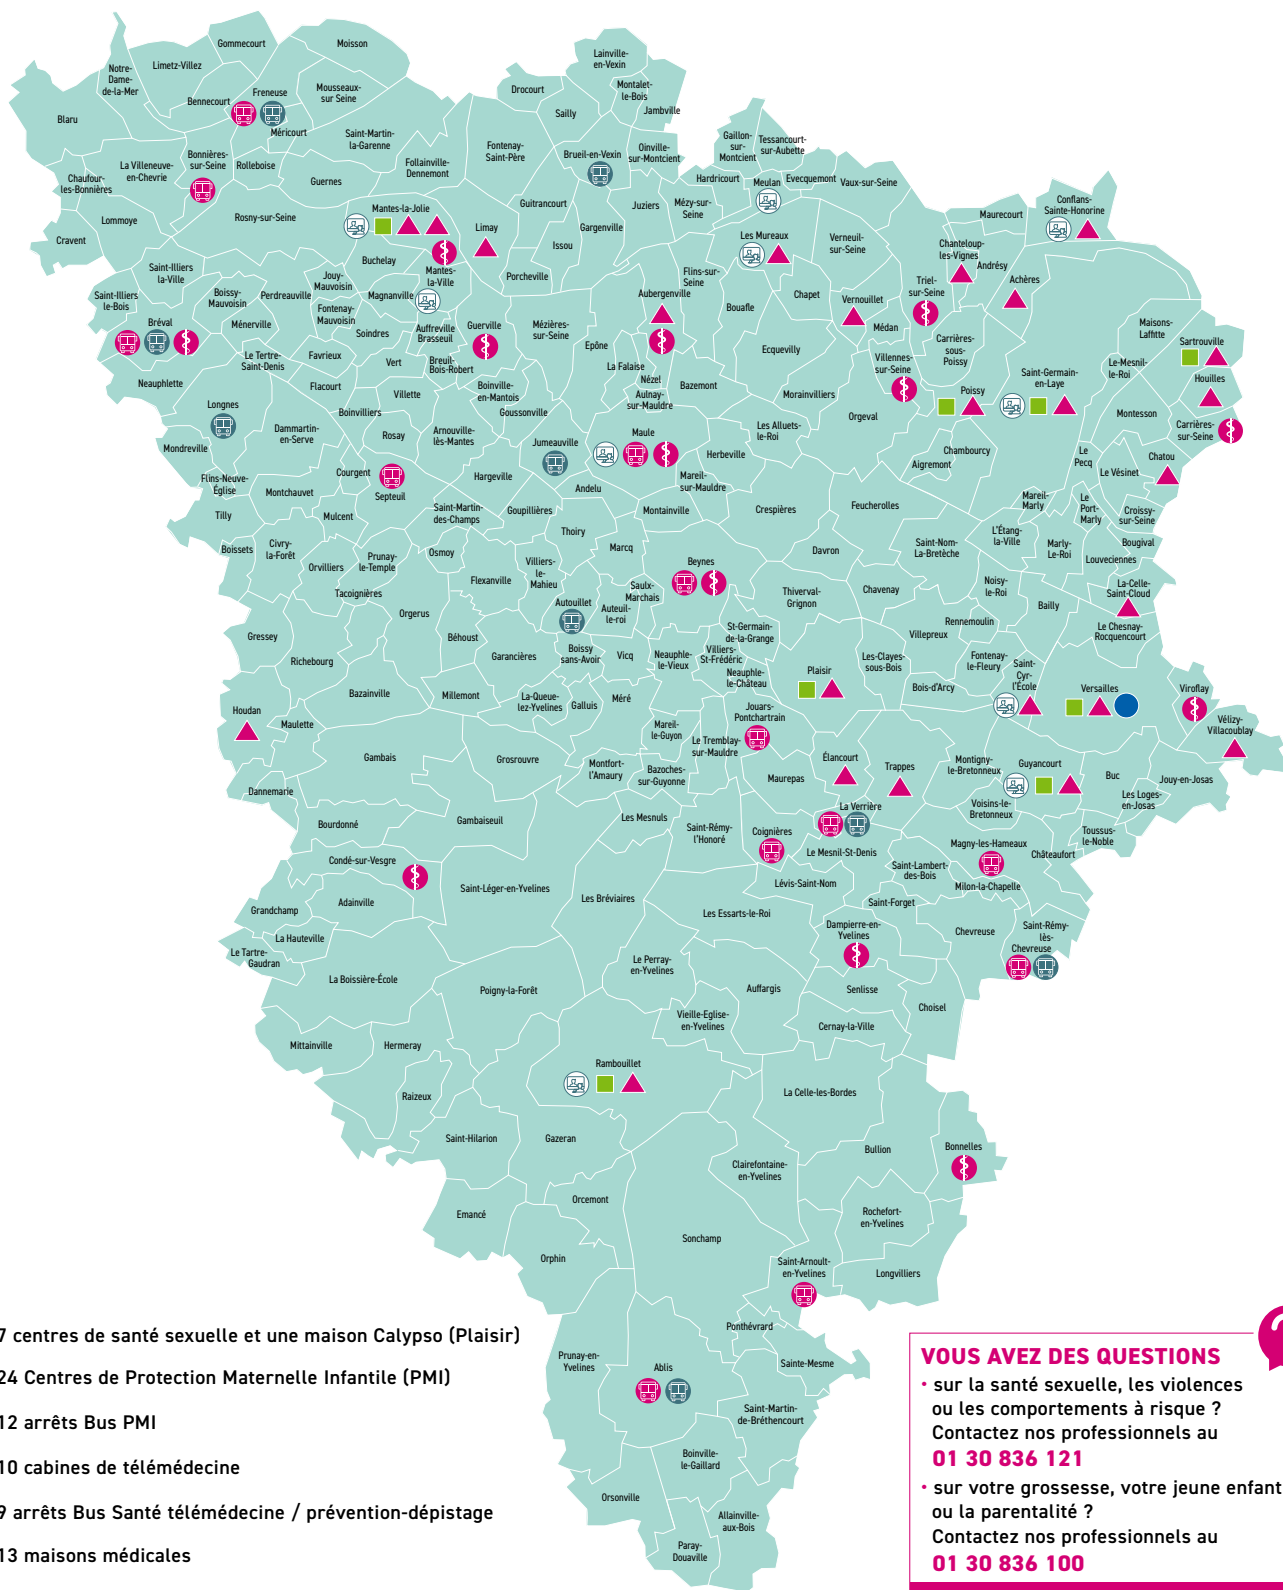 Gommecourt
Moisson
Limetz-Villez
Notre-
Dame-
de-la-Mer
Bennecourt
Freneuse
Mousseaux-
sur Seine
Blaru
Méricourt
Saint-Martin-
la-Garenne
Lainville-
en-Vexin
Drocourt
Montalet-
le-Bois
Sailly
Jambville
Fontenay-
Saint-Père
Brueil-en-Vexin
Oinville-
sur-Montcient
Gaillon-
sur-
Montcient
Tessancourt-
sur-Aubette
Hardricourt
Meulan
Evecquemont
Vaux-sur-Seine
La Villeneuve-
en-Chevrie
Bonnières-
sur-Seine
Rolleboise
Chaufour-
les-Bonnières
Guernes
Follainville-
Dennemont
Lommoye
Cravent
Rosny-sur-Seine
Mantes-la-Jolie
Limay
Guitrancourt
Gargenville
Issou
Juziers
Mézy-sur-
Seine
Les Mureaux
Verneuil-
sur-Seine
Maurecourt
Conflans-
Sainte-Honorine
Chanteloup-
les-Vignes
Andrésy
Achères
Buchelay
Mantes-
la-Ville
Porcheville
Flins-sur-
Seine
Aubergenville
Bouafle
Chapet
Vernouillet
Triel-
sur-Seine
Médan
Saint-Illiers
la-Ville
Saint-Illiers
le-Bois
Boissy-
Mauvoisin
Perdreauville
Jouy-
Mauvoisin
Fontenay-
Mauvoisin
Magnanville
Bréval
Ménerville
Soindres
Auffreville
Brasseuil
Guerville
Mézières-
sur-Seine
Epône
Ecquevilly
Villennes-
sur-Seine
Carrières-
sous-
Poissy
Maisons-
Laffitte
Sartrouville
Le-Mesnil-
le-Roi
Houilles
Le Tertre-
Saint-Denis
Favrieux
Vert
Breuil-
Bois-Robert
La Falaise
Nézel
Aulnay-
sur-Mauldre
Bazemont
Morainvilliers
Orgeval
Poissy
Saint-Germain-
en-Laye
Montesson
Carrières-
sur-Seine
Neauphlette
Flacourt
Villette
Boinville-
en-Mantois
Goussonville
Longnes
Boinvilliers
Dammartin-
en-Serve
Rosay
Arnouville-
lès-Mantes
Jumeauville
Maule
Les Alluets-
le-Roi
Herbeville
Mareil-
sur-Mauldre
Chambourcy
Aigremont
Le
Pecq
Le Vésinet
Chatou
Mondreville
Courgent
Septeuil
Hargeville
Andelu
Flins-Neuve-
Église
Montchauvet
Tilly
Mulcent
Saint-Martin-
des-Champs
Goupillières
Montainville
Crespières
Feucherolles
Mareil-
Marly
Le
Port-
Marly
Croissy-
sur-Seine
L'Étang-
la-Ville
Marly-
Le-Roi
Bougival
Louveciennes
Boissets
Civry-
la-Forêt
Orvilliers
Prunay-
le-Temple
Osmoy
Thoiry
Marcq
Saint-Nom-
La-Bretèche
Davron
Tacoignières
Flexanville
Villiers-
le-
Mahieu
Autouillet
Saulx-
Marchais
Auteuil-
le-roi
Beynes
Thiverval-
Grignon
Chavenay
Noisy-
le-Roi
Bailly
La-Celle-
Saint-Cloud
Le Chesnay-
Rocquencourt
Orgerus
Gressey
Richebourg
Béhoust
Garancières
Boissy
sans-Avoir
Vicq
Neauphle-
le-Vieux
St-Germain-
de-la-Grange
Villiers-
St-Frédéric
Neauphle-
le-Château
Rennemoulin
Villepreux
Les-Clayes-
sous-Bois
Fontenay-
le-Fleury
Saint-
Cyr-
l'École
Bazainville
Millemont
La-Queue-
lez-Yvelines
Galluis
Méré
Plaisir
Bois-d'Arcy
Versailles
Viroflay
Houdan
Maulette
Mareil-
le-Guyon
Jouars-
Pontchartrain
Le Tremblay-
sur-Mauldre
Vélizy-
Villacoublay
Gambais
Grosrouvre
Montfort-
l'Amaury
Bazoches-
sur-Guyonne
Maurepas
Élancourt
Trappes
Montigny-
le-Bretonneux
Guyancourt
Buc
Jouy-en-Josas
Les Loges-
en-Josas
Dannemarie
Bourdonné
Gambaiseuil
Les Mesnuls
Saint-Rémy-
l'Honoré
Coignières
La Verrière
Le Mesnil-St-Denis
Voisins-le-
Bretonneux
Magny-les-Hameaux
Toussus-
le-Noble
Châteaufort
Condé-sur-Vesgre
Adainville
Saint-Léger-en-Yvelines
Les Bréviaires
Lévis-Saint-Nom
Saint-Lambert-
des-Bois
Milon-la-Chapelle
Grandchamp
La Hauteville
Le Tartre-
Gaudran
Les Essarts-le-Roi
Saint-Forget
Dampierre-en-
Yvelines
Chevreuse
Saint-Rémy-
lès-
Chevreuse
La Boissière-École
Poigny-la-Forêt
Le Perray-
en-Yvelines
Auffargis
Senlisse
Choisel
Vieille-Eglise-
en-Yvelines
Cernay-la-Ville
Mittainville
Hermeray
Raizeux
Rambouillet
La Celle-les-Bordes
Saint-Hilarion
Gazeran
Clairefontaine-
en-Yvelines
Bullion
Bonnelles
Emancé
Orcemont
Orphin
Sonchamp
Rochefort-
en-Yvelines
Longvilliers
Saint-Arnoult-
en-Yvelines
Ponthévrard
Prunay-en-
Yvelines
Ablis
Sainte-Mesme
Saint-Martin-
de-Bréthencourt
Boinville-
le-Gaillard
Orsonville
Allainville-
aux-Bois
Paray-
Douaville
7 centres de santé sexuelle et une maison Calypso (Plaisir)
24 Centres de Protection Maternelle Infantile (PMI)
12 arrêts Bus PMI
10 cabines de télémédecine
9 arrêts Bus Santé télémédecine / prévention-dépistage
13 maisons médicales
VOUS AVEZ DES QUESTIONS
• sur la santé sexuelle, les violences
ou les comportements à risque ?
Contactez nos professionnels au
01 30 836 121
• sur votre grossesse, votre jeune enfant
ou la parentalité ?
Contactez nos professionnels au
01 30 836 100